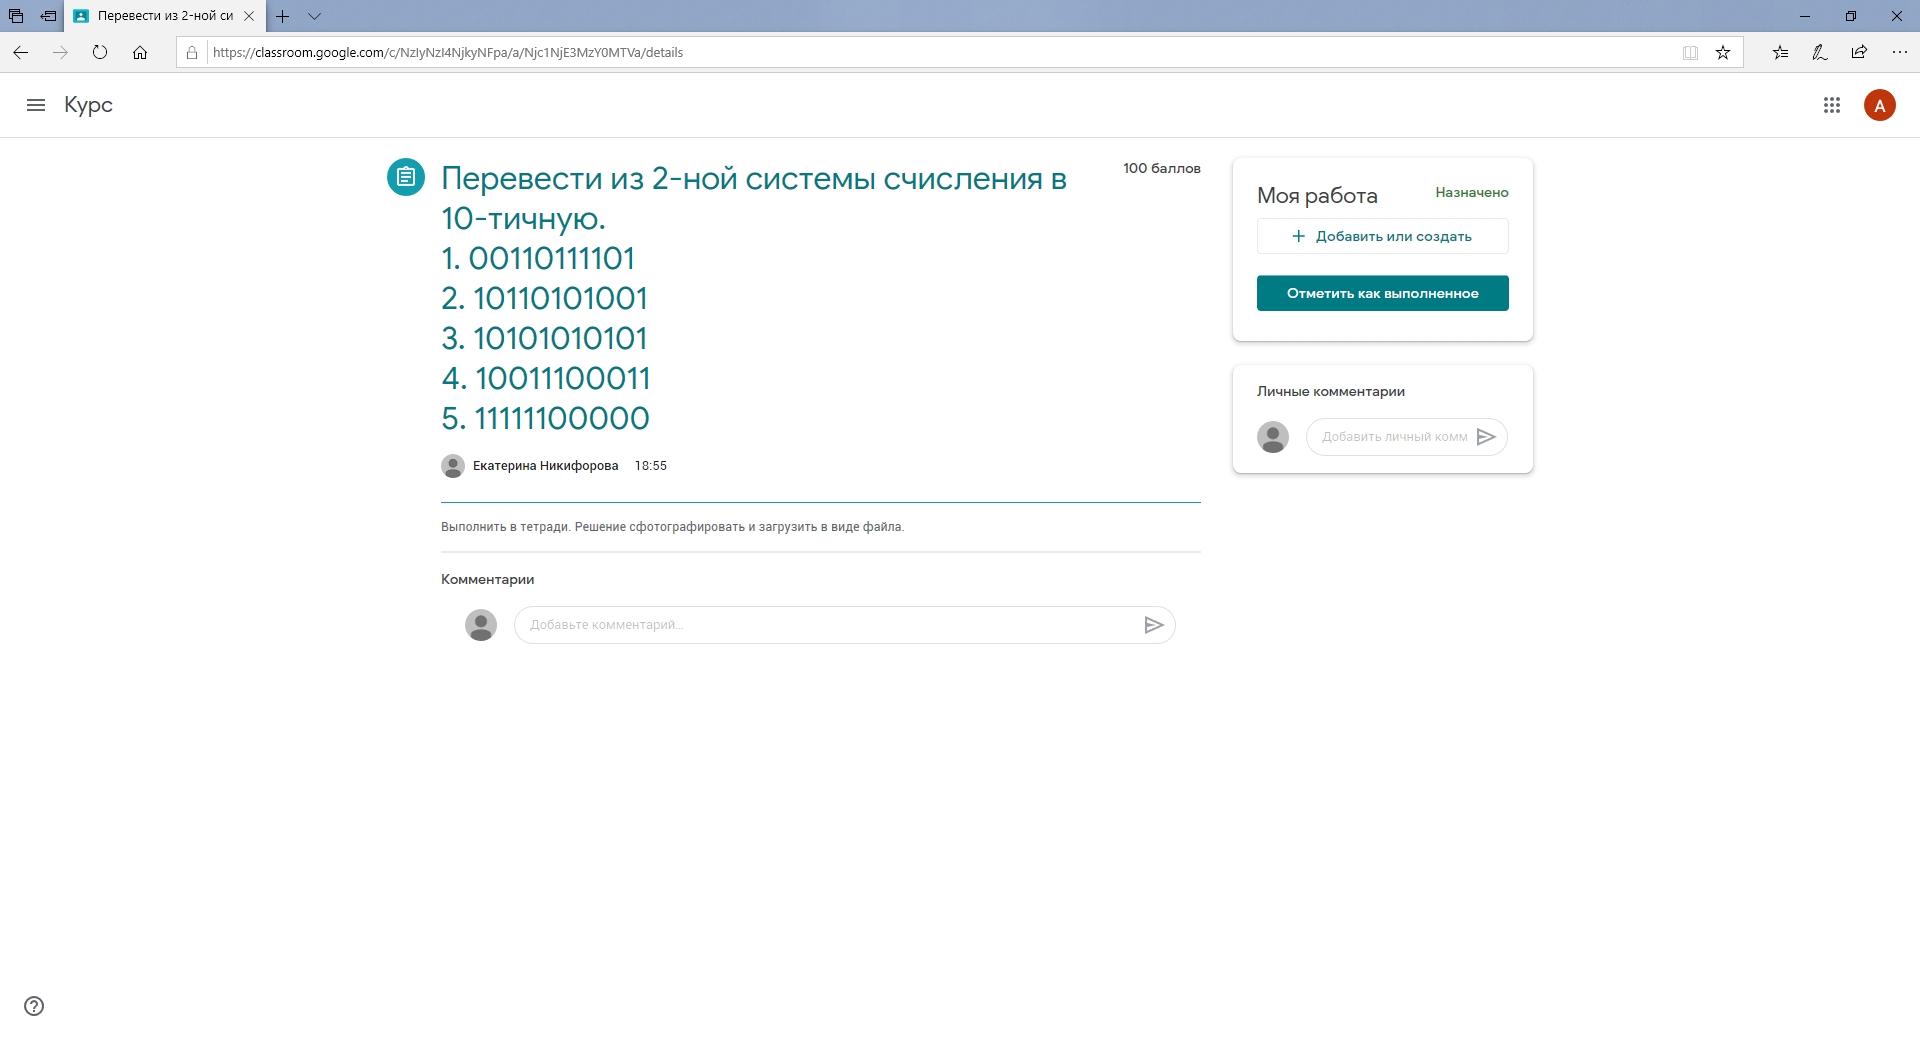 Перевести из 2-ной си
https://classroom.google.com/c/NzIyNzI4NjkyNFpa/a/Njc1NjE3MzY0MTVa/details
Курс
A
Перевести из 2-ной системы счисления в
10-тичную.
1. 00110111101
2. 10110101001
3. 10101010101
4. 10011100011
5. 11111100000
100 баллов
Екатерина Никифорова 18:55
Выполнить в тетради. Решение сфотографировать и загрузить в виде файла.
Комментарии
Добавьте комментарий...
Моя работа
Назначено
Добавить или создать
Отметить как выполненное
Личные комментарии
Добавить личный комм